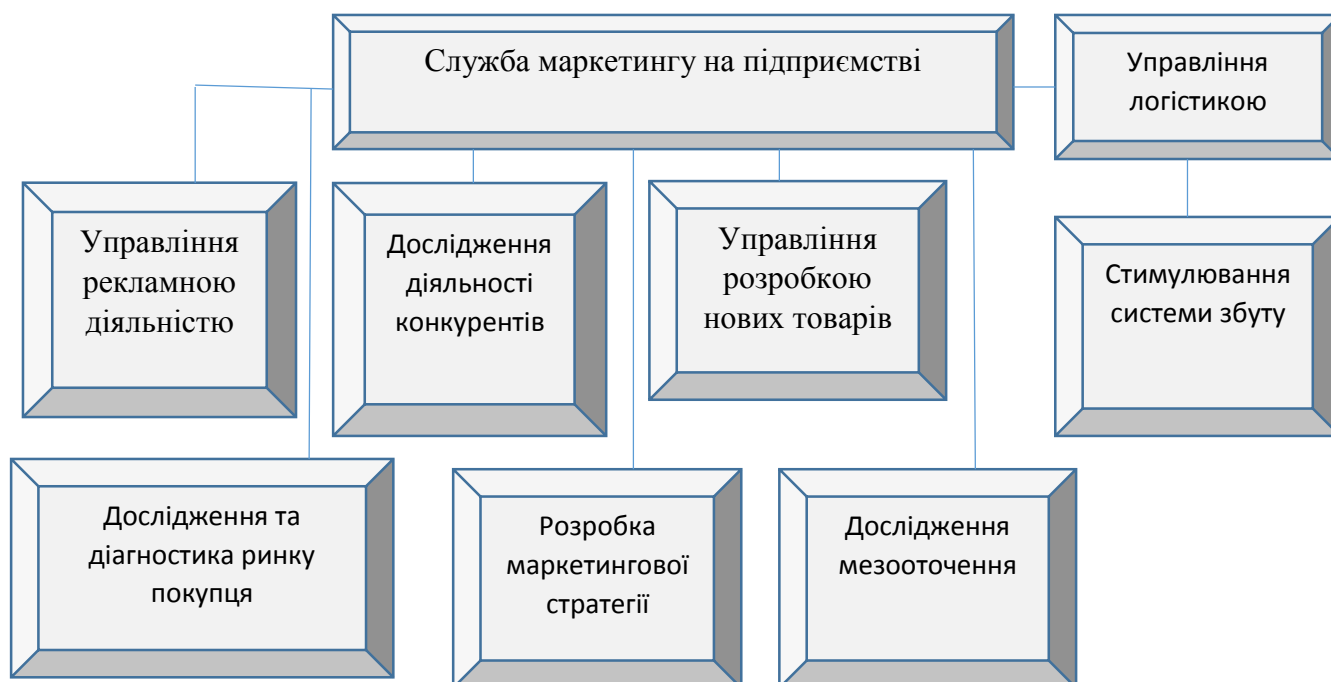 Служба маркетингу на підприємстві
Управління
логістикою
Управління
рекламною
діяльністю
Дослідження
діяльності
конкурентів
Управління
розробкою
нових товарів
Стимулювання
системи збуту
Дослідження та
діагностика ринку
покупця
Розробка
маркетингової
стратегії
Дослідження
мезооточення